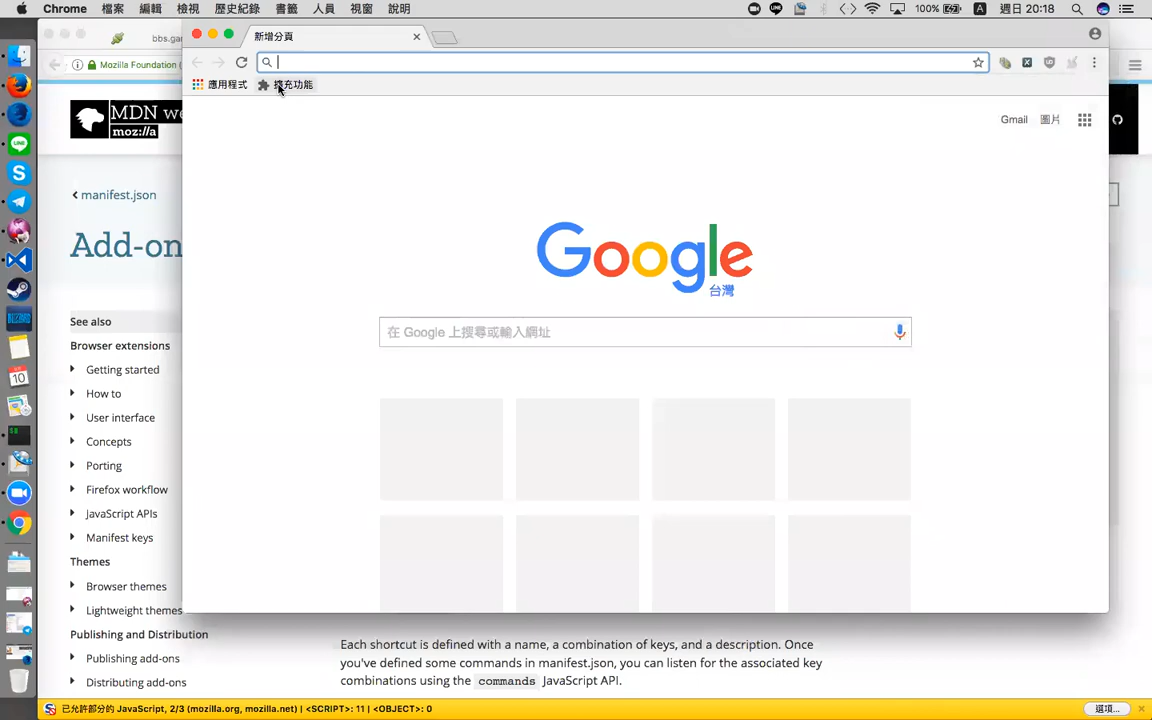 Chrome 檔案 編輯 檢視 歷史紀錄 書籤 人員 視窗 說明
100% 週日 20:18
新增分頁
Mozilla Foundation
應用程式 擴充功能
Gmail 圖片
MDN we
moz://a
manifest.json
Add-on
Google
台灣
在 Google 上搜尋或輸入網址
See also
Browser extensions
Getting started
How to
User interface
Concepts
Porting
Firefox workflow
JavaScript APIs
Manifest keys
Themes
Browser themes
Lightweight themes
Publishing and Distribution
Publishing add-ons
Distributing add-ons
Each shortcut is defined with a name, a combination of keys, and a description. Once
you've defined some commands in manifest.json, you can listen for the associated key
combinations using the commands JavaScript API.
已允許部分的 JavaScript, 2/3 (mozilla.org, mozilla.net) | <SCRIPT>: 11 | <OBJECT>: 0
選項...